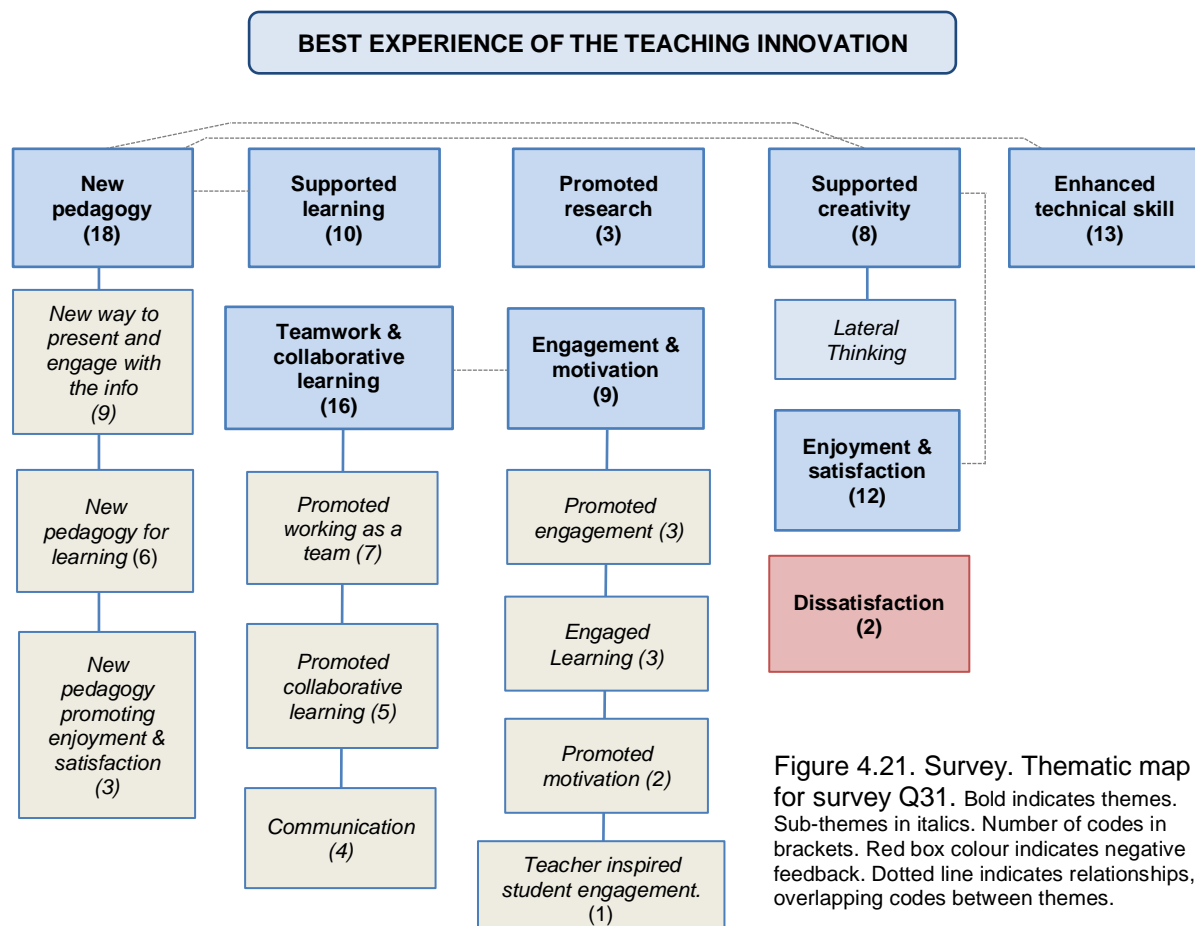 BEST EXPERIENCE OF THE TEACHING INNOVATION
New
pedagogy
(18)
Supported
learning
(10)
Promoted
research
(3)
Supported
creativity
(8)
Enhanced
technical skill
(13)
New way to
present and
engage with
the info
(9)
New
pedagogy for
learning (6)
New
pedagogy
promoting
enjoyment &
satisfaction
(3)
Teamwork &
collaborative
learning
(16)
Promoted
working as a
team (7)
Promoted
collaborative
learning (5)
Communication
(4)
Engagement &
motivation
(9)
Promoted
engagement (3)
Engaged
Learning (3)
Promoted
motivation (2)
Teacher inspired
student engagement.
(1)
Lateral
Thinking
Enjoyment &
satisfaction
(12)
Dissatisfaction
(2)
Figure 4.21. Survey. Thematic map
for survey Q31. Bold indicates themes.
Sub-themes in italics. Number of codes in
brackets. Red box colour indicates negative
feedback. Dotted line indicates relationships,
overlapping codes between themes.